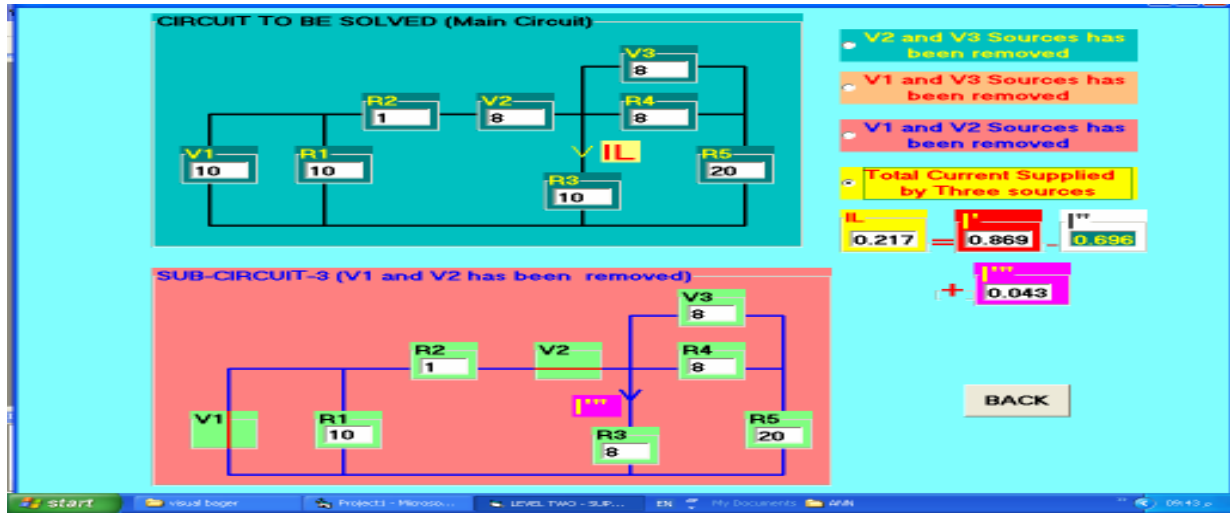 CIRCUIT TO BE SOLVED (Main Circuit)
V3
8
R2
1
V2
8
R4
8
V1
10
R1
10
IL
R3
10
R5
20
V2 and V3 Sources has
been removed
V1 and V3 Sources has
been removed
V1 and V2 Sources has
been removed
Total Current Supplied
by Three sources
IL
0.217
=
I'
0.869
-
I''
0.696
+
I'''
0.043
SUB-CIRCUIT-3 (V1 and V2 has been removed)
V3
8
R2
1
V2
R4
8
V1
R1
10
I'''
R3
8
R5
20
BACK
start
visual bager
Project1 - Microso...
LEVEL TWO - SUP...
EN
My Documents
09:43